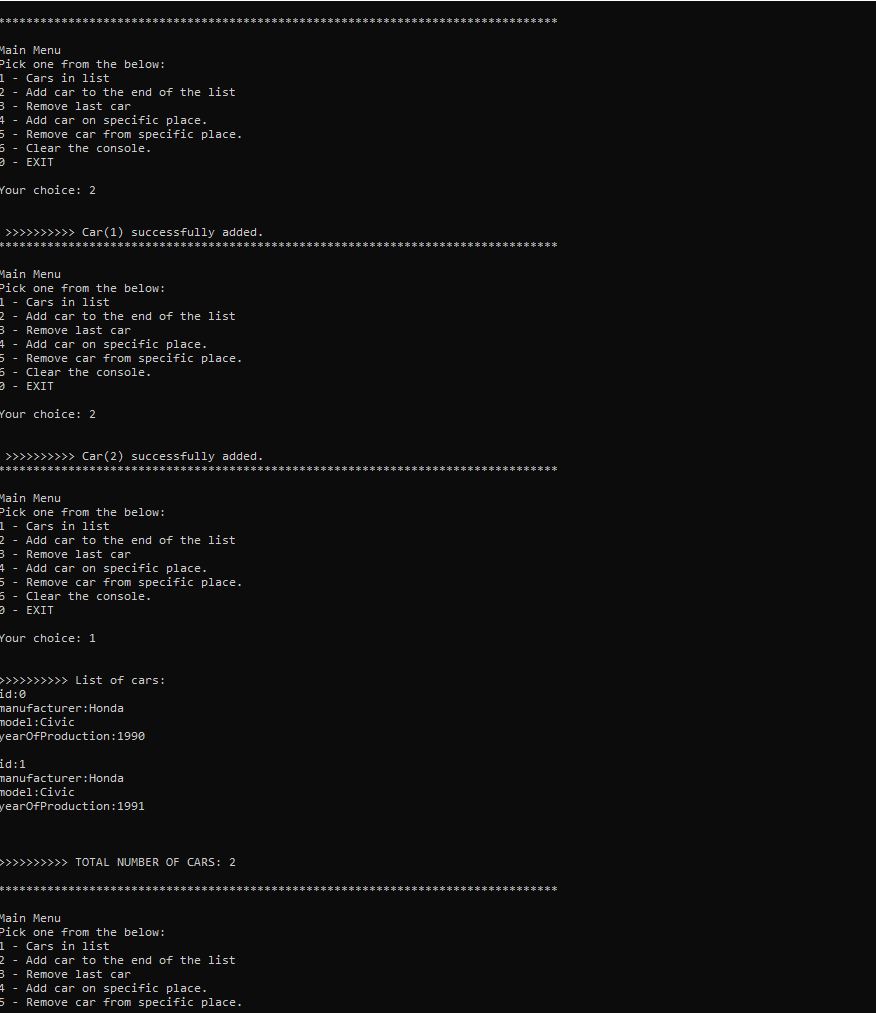 ********************************************************************************
Main Menu
Pick one from the below:
1 - Cars in list
2 - Add car to the end of the list
3 - Remove last car
4 - Add car on specific place.
5 - Remove car from specific place.
6 - Clear the console.
0 - EXIT
Your choice: 2
>>>>>>>>>> Car(1) successfully added.
********************************************************************************
Main Menu
Pick one from the below:
1 - Cars in list
2 - Add car to the end of the list
3 - Remove last car
4 - Add car on specific place.
5 - Remove car from specific place.
6 - Clear the console.
0 - EXIT
Your choice: 2
>>>>>>>>>> Car(2) successfully added.
********************************************************************************
Main Menu
Pick one from the below:
1 - Cars in list
2 - Add car to the end of the list
3 - Remove last car
4 - Add car on specific place.
5 - Remove car from specific place.
6 - Clear the console.
0 - EXIT
Your choice: 1
>>>>>>>>>> List of cars:
id:0
manufacturer:Honda
model:Civic
yearOfProduction:1990
id:1
manufacturer:Honda
model:Civic
yearOfProduction:1991
>>>>>>>>>> TOTAL NUMBER OF CARS: 2
********************************************************************************
Main Menu
Pick one from the below:
1 - Cars in list
2 - Add car to the end of the list
3 - Remove last car
4 - Add car on specific place.
5 - Remove car from specific place.